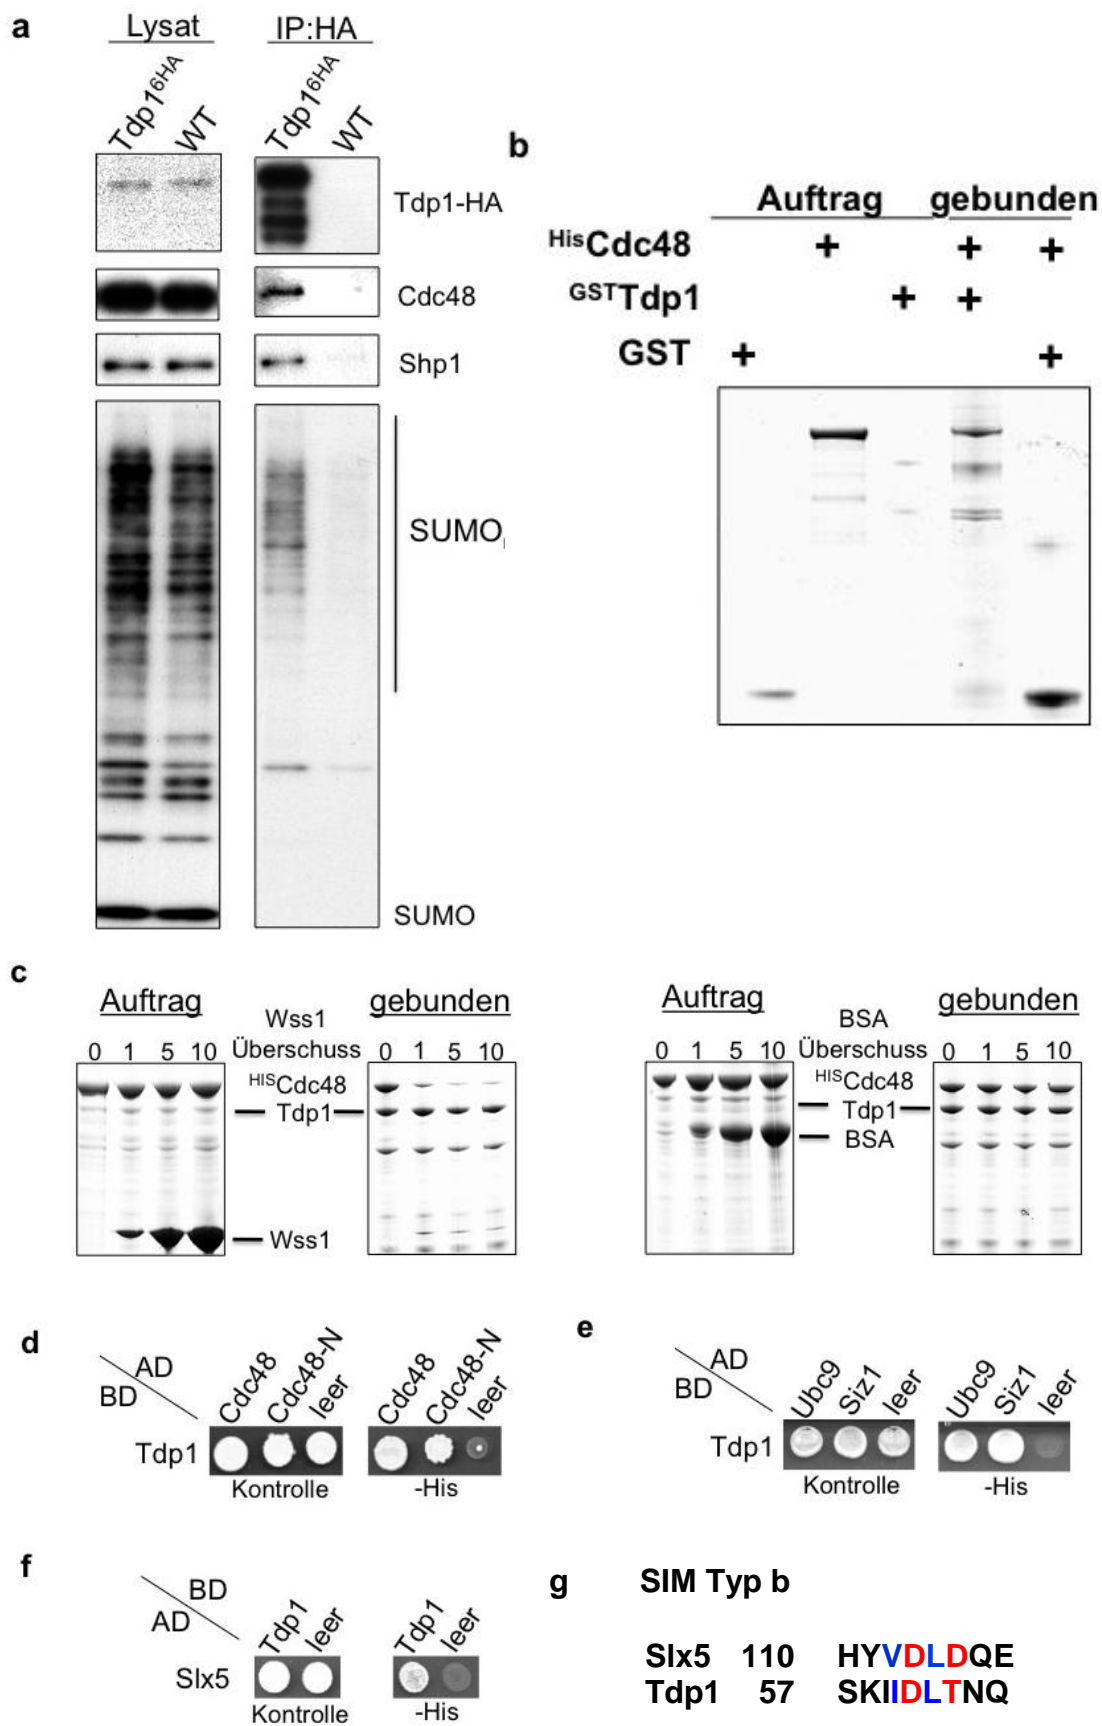 a
Lysat IP:HA
Tdp16HA WT Tdp16HA WT
Tdp1-HA
Cdc48
Shp1
SUMO
SUMO
b
Auftrag gebunden
HisCdc48 + + +
GSTTdp1 + +
GST + +
c
Auftrag Wss1 gebunden
0 1 5 10 Überschuss 0 1 5 10
HISCdc48
Tdp1
Wss1
Auftrag BSA gebunden
0 1 5 10 Überschuss 0 1 5 10
HISCdc48
Tdp1
BSA
d
AD
BD
Cdc48 Cdc48-N leer Cdc48 Cdc48-N leer
Tdp1
Kontrolle -His
e
AD
BD
Ubc9 Siz1 leer Ubc9 Siz1 leer
Tdp1
Kontrolle -His
f
BD
AD
Tdp1 leer Tdp1 leer
Slx5
Kontrolle -His
g SIM Typ b
Slx5 110 HYVDLDQE
Tdp1 57 SKIIDLTNQ